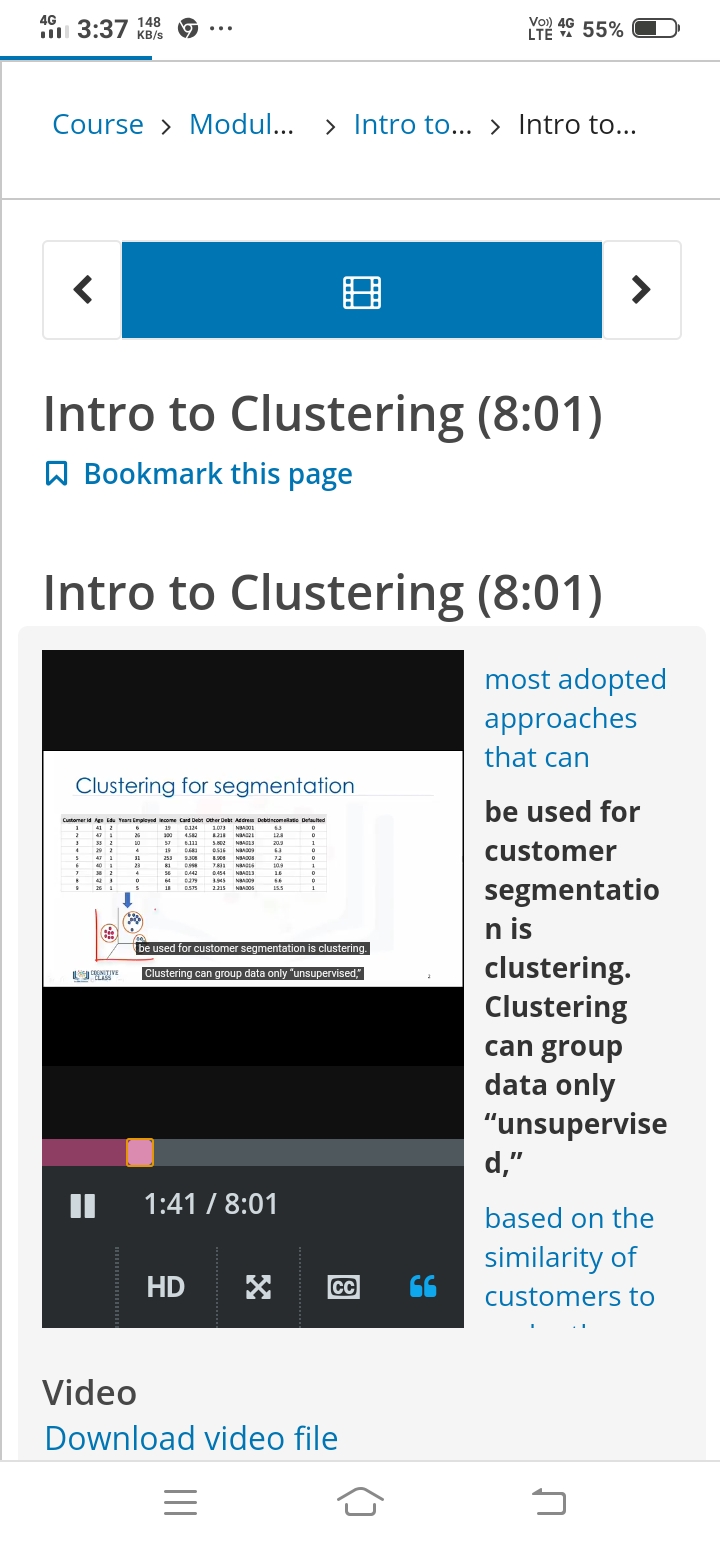 4G 3:37 148 KB/s ... Vo)) LTE 4G 55%
Course > Modul... > Intro to... > Intro to...
Intro to Clustering (8:01)
Bookmark this page
Intro to Clustering (8:01)
Clustering for segmentation
Customer Id Age Edu Years Employed Income Card Debt Other Debt Address DebtIncomeRatio Defaulted
1 41 2 6 19 0.124 1.073 NBA001 6.3 0
2 47 1 26 100 4.582 8.218 NBA021 12.8 0
3 33 2 10 57 6.111 5.802 NBA013 20.9 1
4 29 2 4 19 0.681 0.516 NBA009 6.3 0
5 47 1 31 253 9.308 8.908 NBA008 7.2 0
6 40 1 23 81 0.998 7.831 NBA016 10.9 1
7 38 2 4 56 0.442 0.454 NBA013 1.6 0
8 42 3 0 64 0.279 3.945 NBA009 6.6 0
9 26 1 5 18 0.575 2.215 NBA006 15.5 1
be used for customer segmentation is clustering.
Clustering can group data only “unsupervised,”
COGNITIVE
CLASS
2
1:41 / 8:01
HD CC
most adopted
approaches
that can
be used for
customer
segmentatio
n is
clustering.
Clustering
can group
data only
“unsupervise
d,”
based on the
similarity of
customers to
Video
Download video file